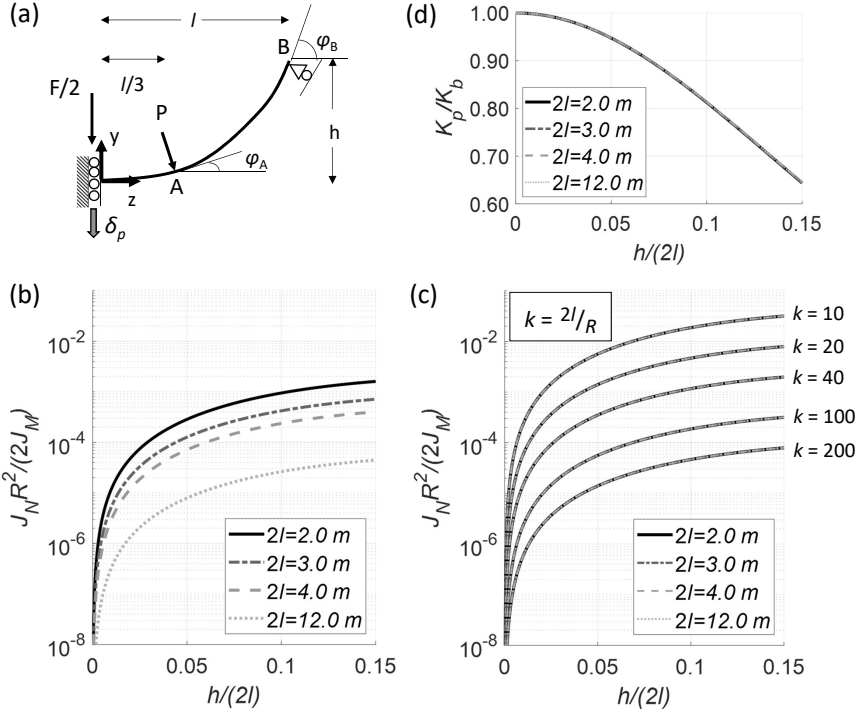 (a)
l
B
φB
l/3
F/2
P
h
y
A
φA
z
δp
(d)
1.00
0.90
0.80
0.70
0.60
Kp/Kb
2l=2.0 m
2l=3.0 m
2l=4.0 m
2l=12.0 m
0
0.05
0.1
0.15
h/(2l)
(b)
10-2
10-4
10-6
10-8
JNR2/(2JM)
2l=2.0 m
2l=3.0 m
2l=4.0 m
2l=12.0 m
0
0.05
0.1
0.15
h/(2l)
(c)
k = 2l/R
k = 10
k = 20
k = 40
k = 100
k = 200
10-2
10-4
10-6
10-8
JNR2/(2JM)
2l=2.0 m
2l=3.0 m
2l=4.0 m
2l=12.0 m
0
0.05
0.1
0.15
h/(2l)